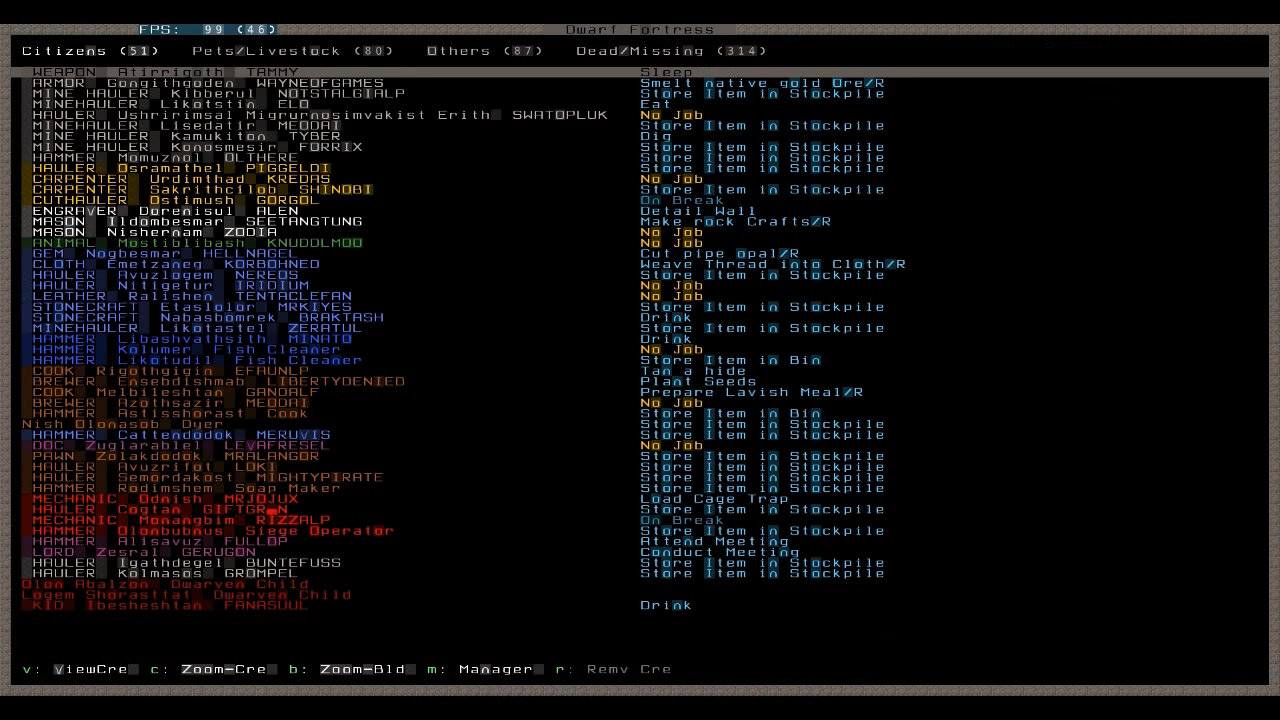 FPS: 99 (46) Dwarf Fortress
Citizens (51) Pets/Livestock (80) Others (87) Dead/Missing (314)
WEAPON Atirrigoth TAMMY Sleep
ARMOR Gongithgoden WAYNEOFGAMES Smelt native gold Ore/R
MINE HAULER Kibberul NOTSTALGIALP Store Item in Stockpile
MINEHAULER Likotstin ELO Eat
HAULER Ushririmsal Migrurnosimvakist Erith SWATOPLUK No Job
MINEHAULER Lisedatir MEODAI Store Item in Stockpile
MINE HAULER Kamukiton TYBER Dig
MINE HAULER Konosmesir FORRIX Store Item in Stockpile
HAMMER Momuznol OLTHERE Store Item in Stockpile
HAULER Osramathel PIGGELDI Store Item in Stockpile
CARPENTER Urdimthad KREDAS No Job
CARPENTER Sakrithcilob SHINOBI Store Item in Stockpile
CUTHAULER Ostimush GORGOL On Break
ENGRAVER Dorenisul ALEN Detail Wall
MASON Ildombesmar SEETANGTUNG Make rock Crafts/R
MASON Nishernam ZODIA No Job
ANIMAL Mostiblibash KNUDDLMOO No Job
GEM Nogbesmar HELLNAGEL Cut pipe opal/R
CLOTH Emetzaneg KORBOHNED Weave Thread into Cloth/R
HAULER Avuzlogem NEREOS Store Item in Stockpile
HAULER Nitigetur IRIDIUM No Job
LEATHER Ralishen TENTACLEFAN No Job
STONECRAFT Etaslolor MRKIYES Store Item in Stockpile
STONECRAFT Nabasbomrek BRAKTASH Drink
MINEHAULER Likotastel ZERATUL Store Item in Stockpile
HAMMER Libashvathsith MINATO Drink
HAMMER Kolumer Fish Cleaner No Job
HAMMER Likotudil Fish Cleaner Store Item in Bin
COOK Rigothgigin EFAUNLP Tan a hide
BREWER Ensebdishmab LIBERTYDENIED Plant Seeds
COOK Melbileshtan GANDALF Prepare Lavish Meal/R
BREWER Azothsazir MEODAI No Job
HAMMER Astisshorast Cook Store Item in Bin
Nish Olonasob Dyer Store Item in Stockpile
HAMMER Cattendodok MERUVIS Store Item in Stockpile
DOC Zuglarablel LEVAFRESEL No Job
PAWN Zolakdodok MRALANGOR Store Item in Stockpile
HAULER Avuzrifot LOKI Store Item in Stockpile
HAULER Semordakost MIGHTYPIRATE Store Item in Stockpile
HAMMER Rodimshem Soap Maker Store Item in Stockpile
MECHANIC Odnish MRJOJUX Load Cage Trap
HAULER Cogtan Store Item in Stockpile
MECHANIC Monangbim RIZZALP On Break
HAMMER Olonbubnus Siege Operator Store Item in Stockpile
HAMMER Alisavuz FULLOP Attend Meeting
LORD Zesral GERUGON Conduct Meeting
HAULER Igathdegel BUNTEFUSS Store Item in Stockpile
HAULER Kolmasos GROMPEL Store Item in Stockpile
Olon Abalzon Dwarven Child
Logem Shorasttat Dwarven Child
KID Ibesheshtan FANASUUL Drink
v: ViewCre c: Zoom-Cre b: Zoom-Bld m: Manager r: Remv Cre